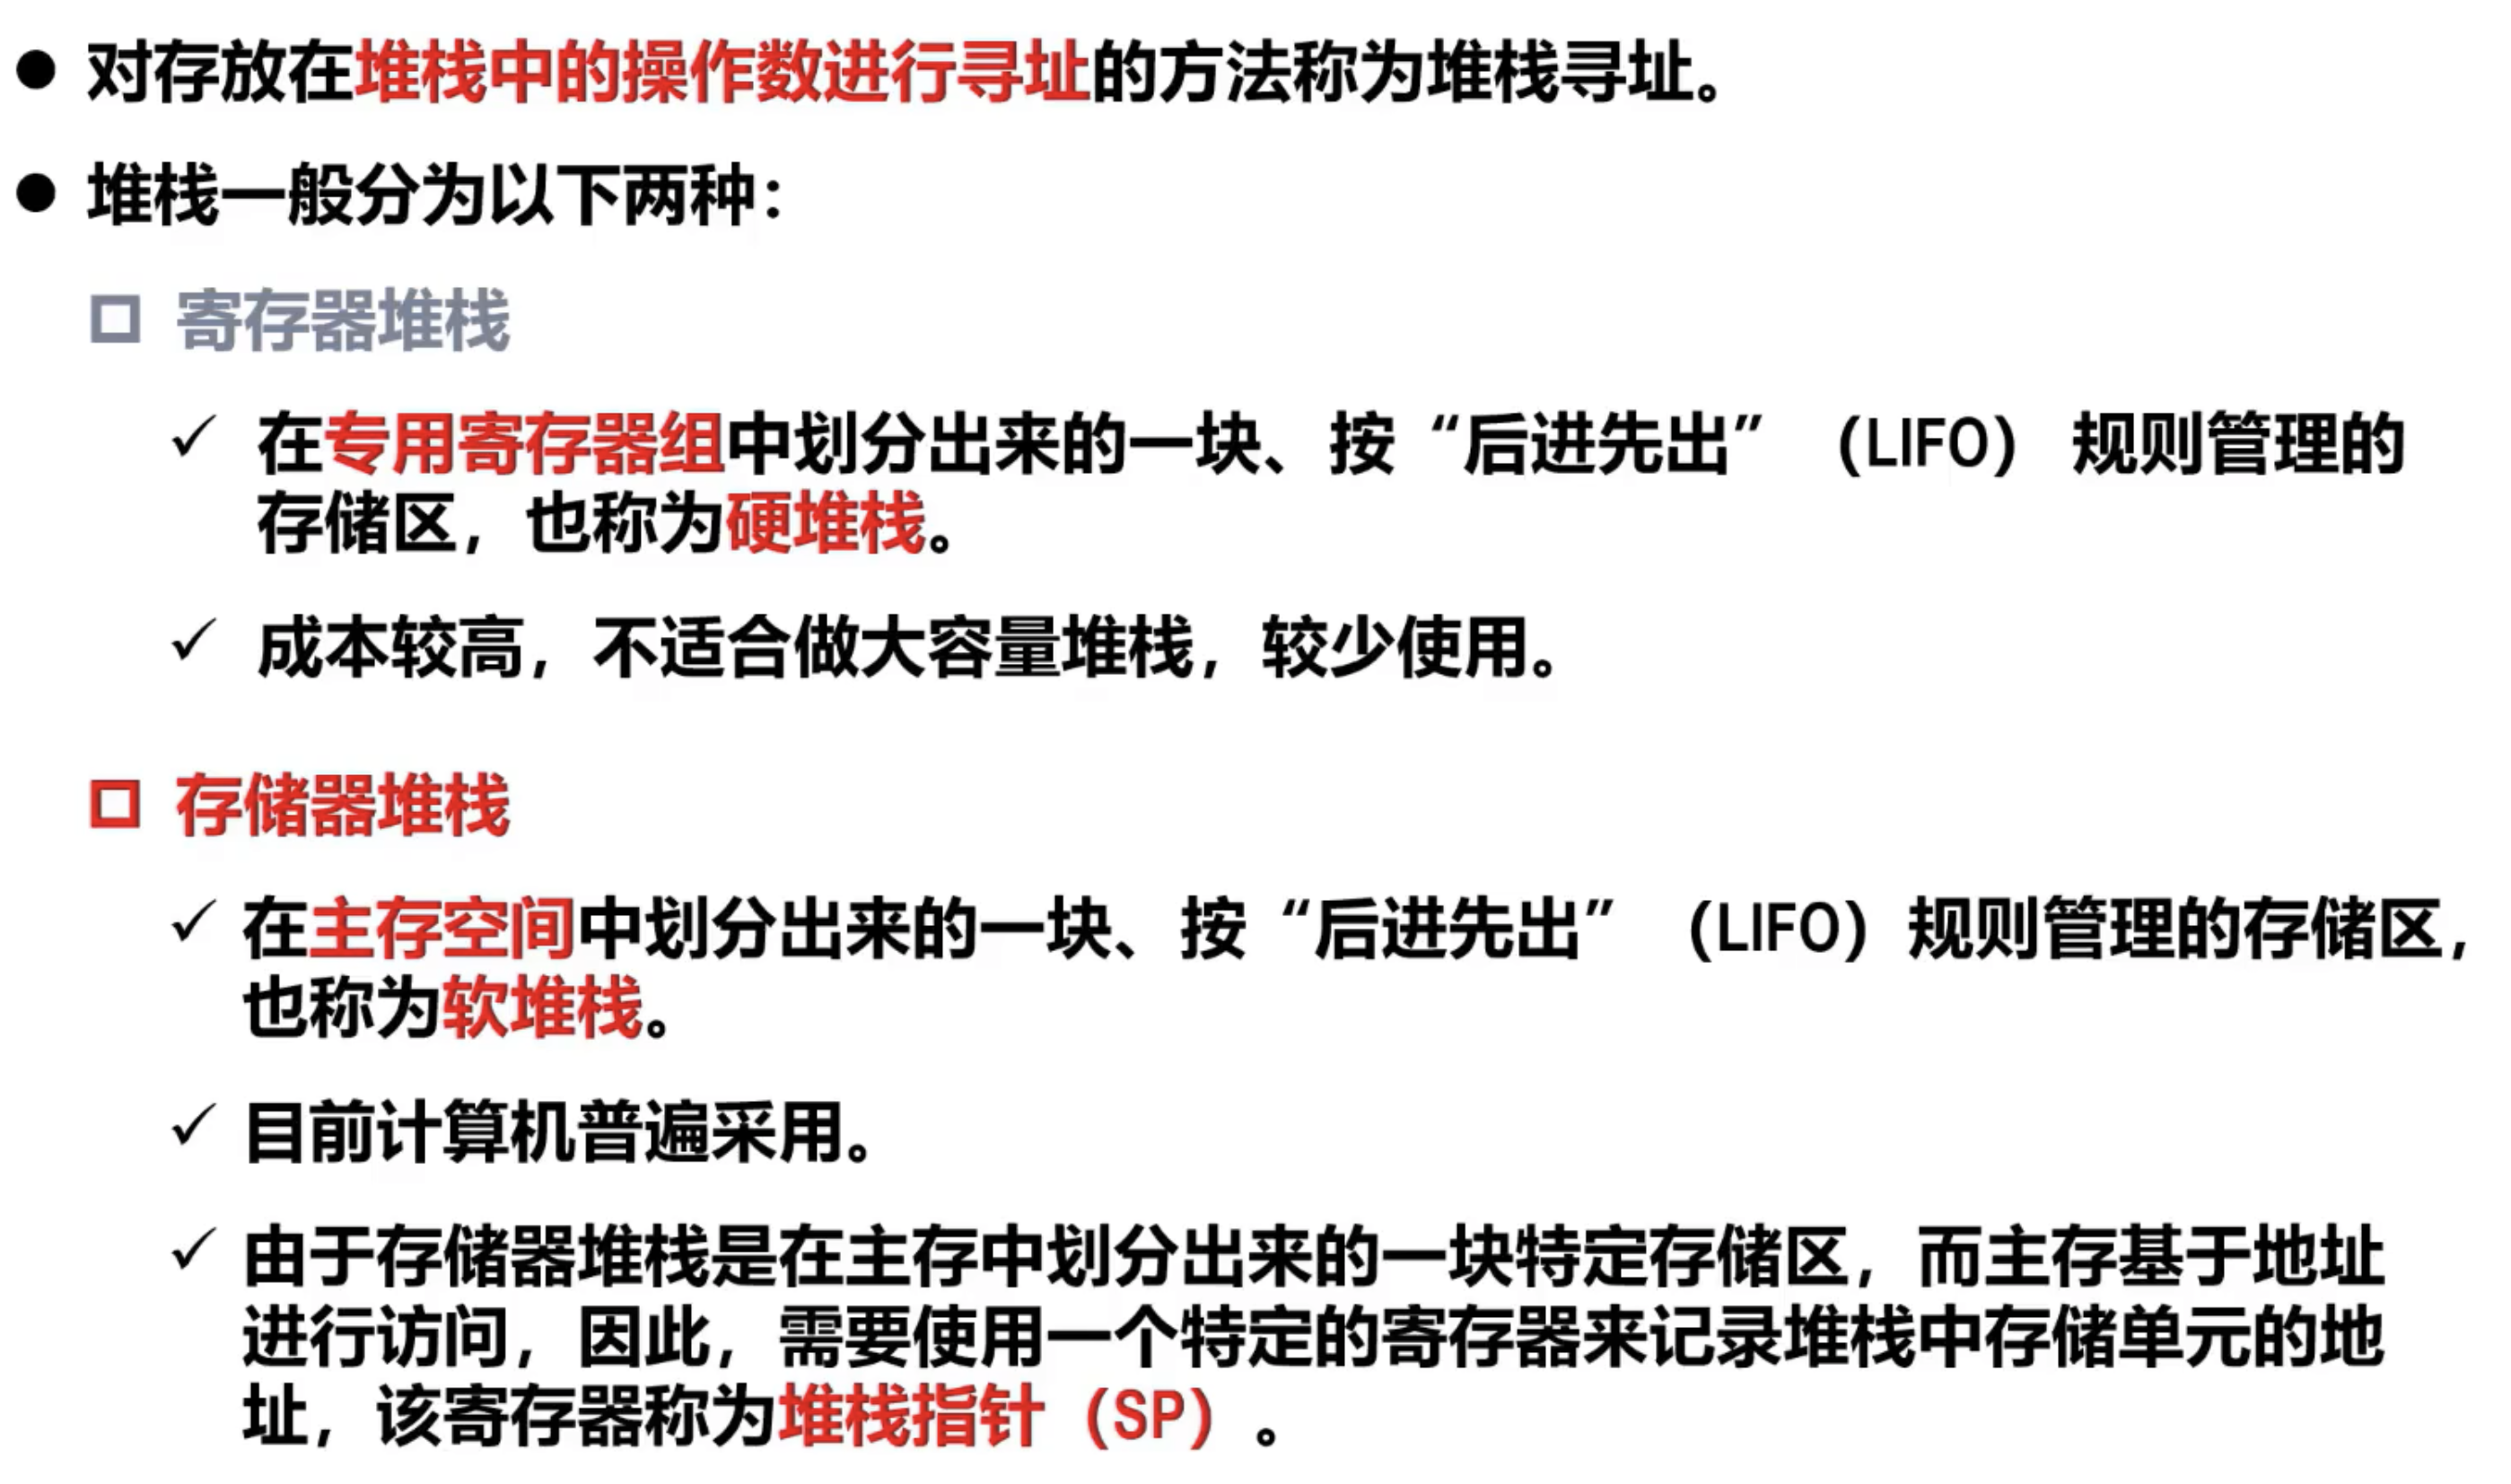 ● 对存放在堆栈中的操作数进行寻址的方法称为堆栈寻址。
● 堆栈一般分为以下两种：
寄存器堆栈
✓ 在专用寄存器组中划分出来的一块、按“后进先出”（LIFO） 规则管理的
存储区，也称为硬堆栈。
✓ 成本较高，不适合做大容量堆栈，较少使用。
存储器堆栈
✓ 在主存空间中划分出来的一块、按“后进先出”（LIFO）规则管理的存储区，
也称为软堆栈。
✓ 目前计算机普遍采用。
✓ 由于存储器堆栈是在主存中划分出来的一块特定存储区，而主存基于地址
进行访问，因此，需要使用一个特定的寄存器来记录堆栈中存储单元的地
址，该寄存器称为堆栈指针（SP）。